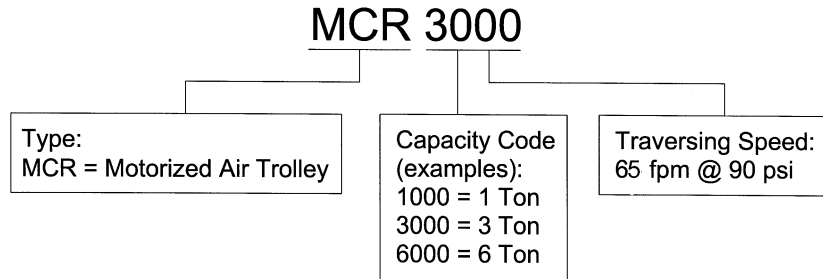 MCR 3000
Type:
MCR = Motorized Air Trolley
Capacity Code
(examples):
1000 = 1 Ton
3000 = 3 Ton
6000 = 6 Ton
Traversing Speed:
65 fpm @ 90 psi